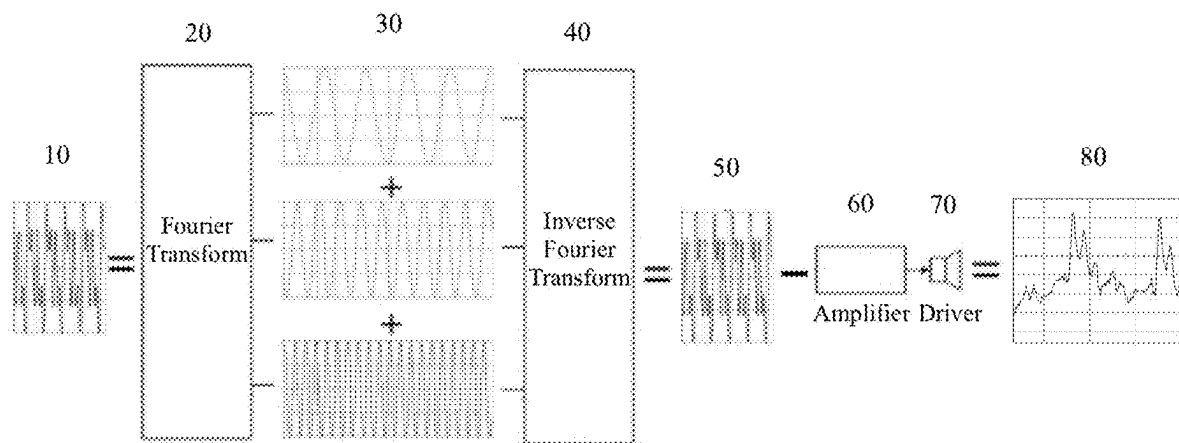 10
20
Fourier
Transform
30
+
+
40
Inverse
Fourier
Transform
50
60
Amplifier
70
Driver
80